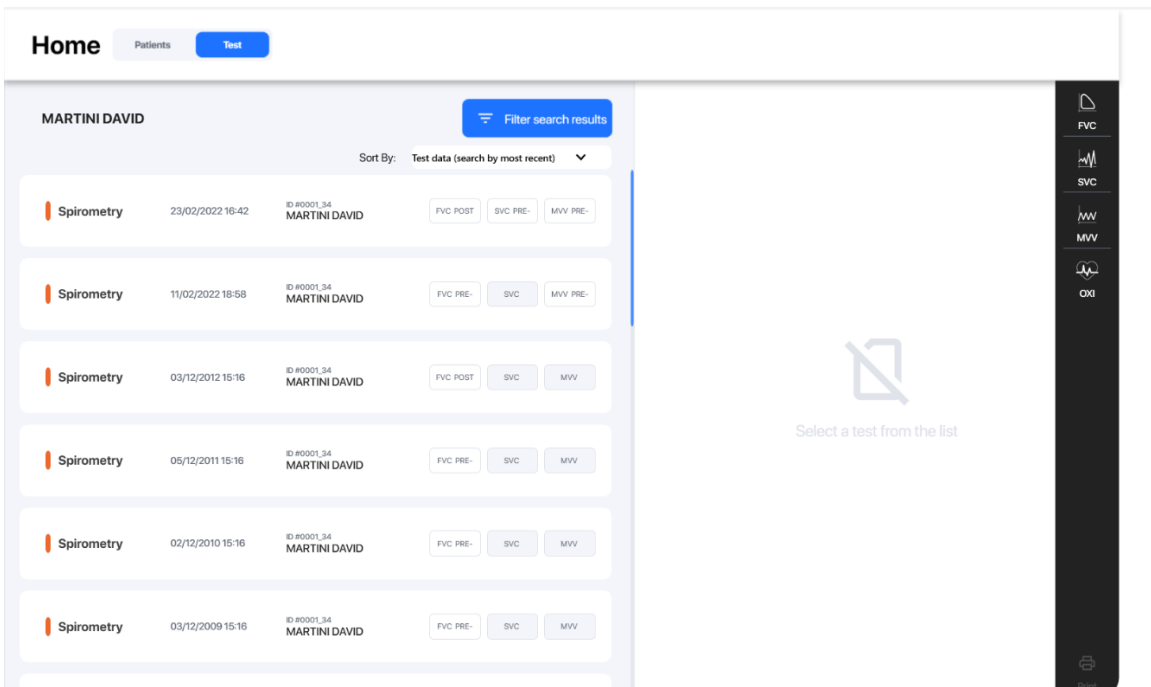 Home Patients Test
MARTINI DAVID
Filter search results
Sort By: Test data (search by most recent)
Spirometry 23/02/2022 16:42 ID #0001_34 MARTINI DAVID FVC POST SVC PRE- MVV PRE-
Spirometry 11/02/2022 18:58 ID #0001_34 MARTINI DAVID FVC PRE- SVC MVV PRE-
Spirometry 03/12/2012 15:16 ID #0001_34 MARTINI DAVID FVC POST SVC MVV
Spirometry 05/12/2011 15:16 ID #0001_34 MARTINI DAVID FVC PRE- SVC MVV
Spirometry 02/12/2010 15:16 ID #0001_34 MARTINI DAVID FVC PRE- SVC MVV
Spirometry 03/12/2009 15:16 ID #0001_34 MARTINI DAVID FVC PRE- SVC MVV
Select a test from the list
FVC
SVC
MVV
OXI
Print